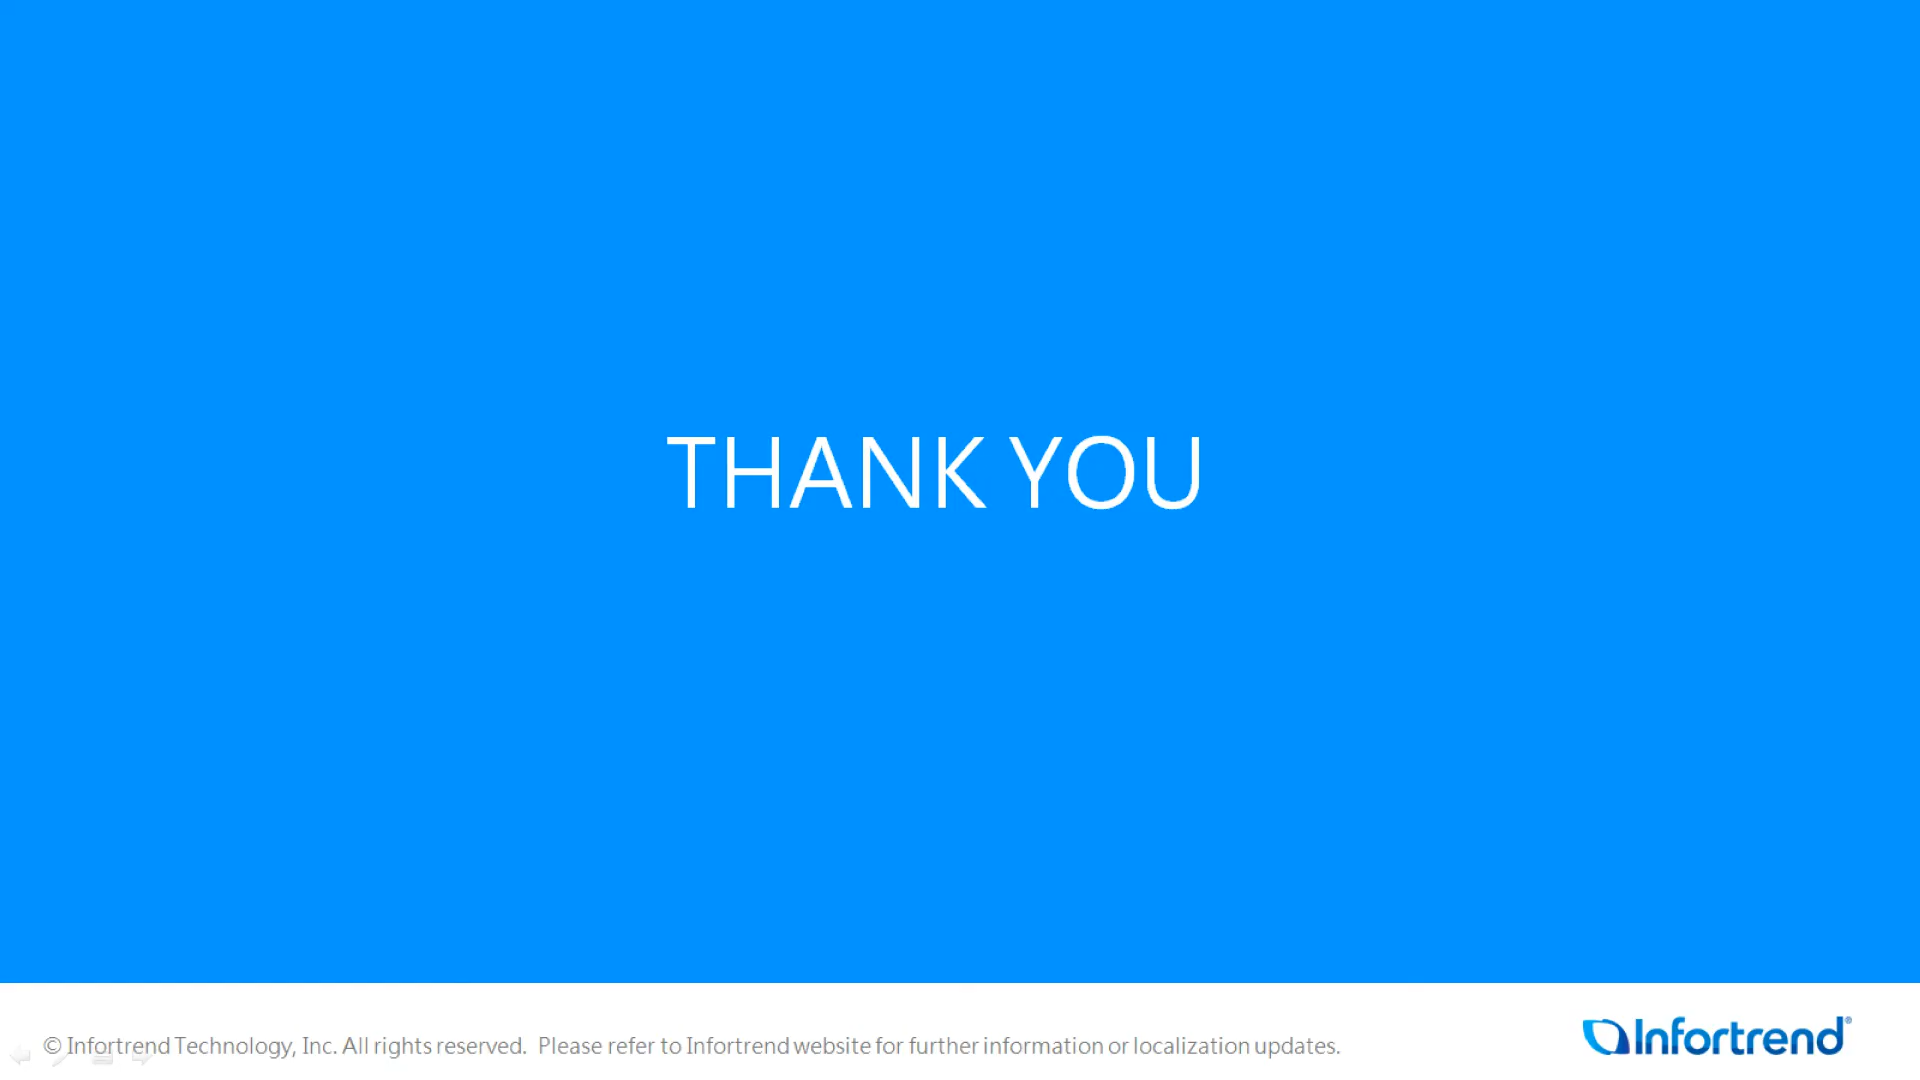 THANK YOU
© Infortrend Technology, Inc. All rights reserved.  Please refer to Infortrend website for further information or localization updates.
Infortrend®